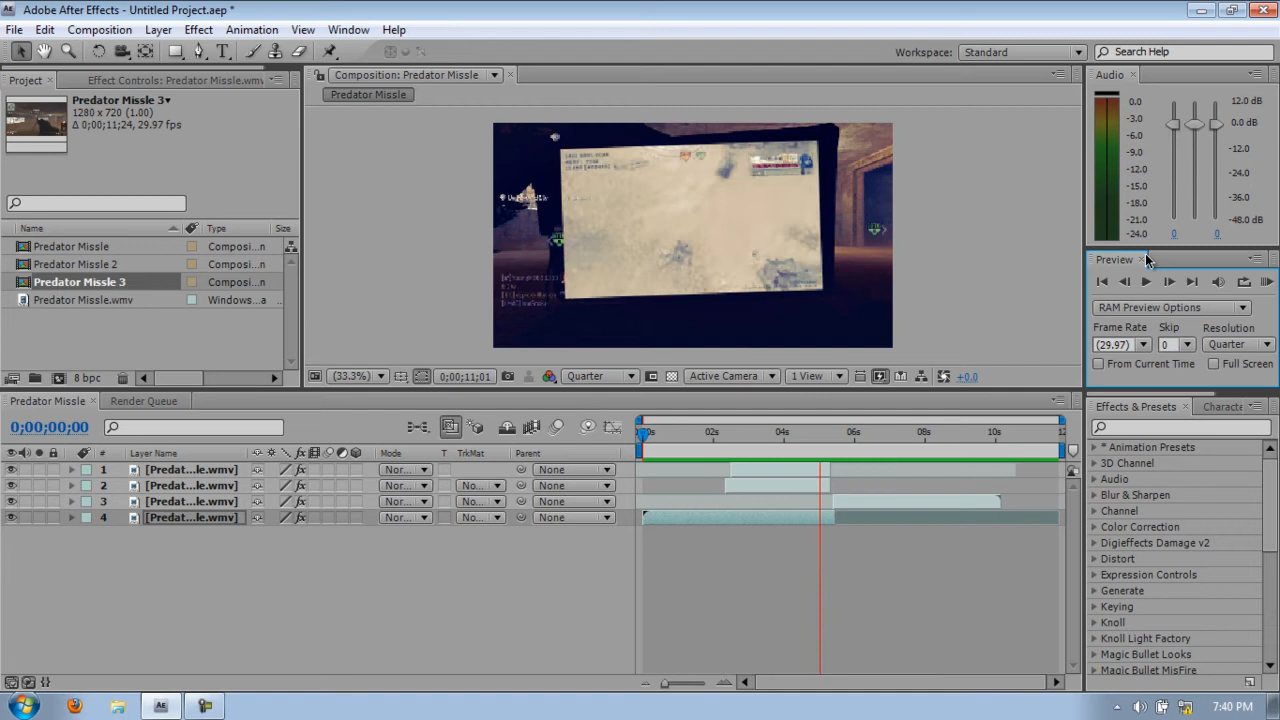 Adobe After Effects - Untitled Project.aep *
File Edit Composition Layer Effect Animation View Window Help
Workspace: Standard Search Help
Project Effect Controls: Predator Missle.wmv
Predator Missle 3▾
1280 x 720 (1.00)
Δ 0;00;11;24, 29.97 fps
Name Type Size
Predator Missle Composi...n
Predator Missle 2 Composi...n
Predator Missle 3 Composi...n
Predator Missle.wmv Windows...a
8 bpc
Composition: Predator Missle
Predator Missle
(33.3%) 0;00;11;01 Quarter Active Camera 1 View +0.0
Audio
0.0
-3.0
-6.0
-9.0
-12.0
-15.0
-18.0
-21.0
-24.0
12.0 dB
0.0 dB
-12.0
-24.0
-36.0
-48.0 dB
0 0
Preview
RAM Preview Options
Frame Rate Skip Resolution
(29.97) 0 Quarter
From Current Time Full Screen
Effects & Presets Characte
* Animation Presets
3D Channel
Audio
Blur & Sharpen
Channel
Color Correction
Digieffects Damage v2
Distort
Expression Controls
Generate
Keying
Knoll
Knoll Light Factory
Magic Bullet Looks
Magic Bullet MisFire
Predator Missle Render Queue
0;00;00;00
0s 02s 04s 06s 08s 10s 12
# Layer Name Mode T TrkMat Parent
1 [Predat...le.wmv] Nor... None
2 [Predat...le.wmv] Nor... No... None
3 [Predat...le.wmv] Nor... No... None
4 [Predat...le.wmv] Nor... No... None
7:40 PM